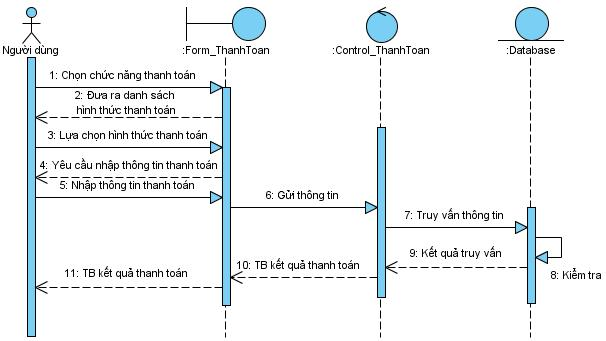 Người dùng
:Form_ThanhToan
:Control_ThanhToan
:Database
1: Chọn chức năng thanh toán
2: Đưa ra danh sách
hình thức thanh toán
3: Lựa chọn hình thức thanh toán
4: Yêu cầu nhập thông tin thanh toán
5: Nhập thông tin thanh toán
6: Gửi thông tin
7: Truy vấn thông tin
8: Kiểm tra
9: Kết quả truy vấn
10: TB kết quả thanh toán
11: TB kết quả thanh toán